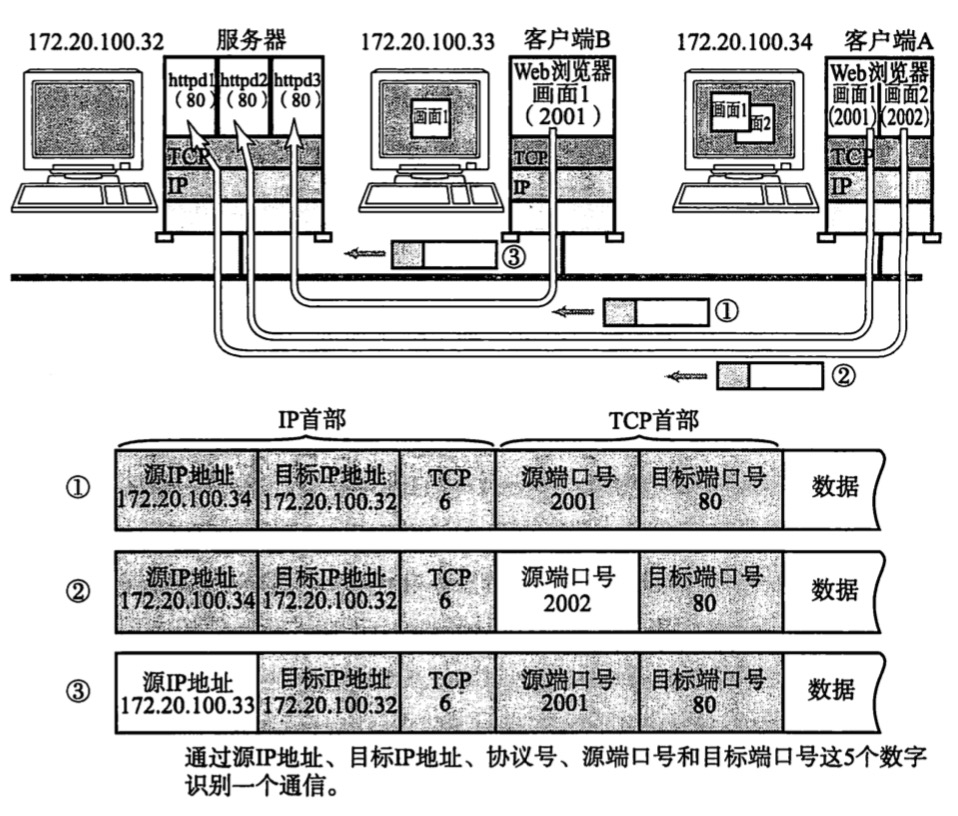 172.20.100.32 服务器 172.20.100.33 客户端B 172.20.100.34 客户端A
httpd1 httpd2 httpd3
(80) (80) (80)
TCP
IP
画面1
Web浏览器
画面1
(2001)
TCP
IP
画面1
面2
Web浏览器
画面1 画面2
(2001) (2002)
TCP
IP
③
①
②
IP首部 TCP首部
① 源IP地址 目标IP地址 TCP 源端口号 目标端口号 数据
172.20.100.34 172.20.100.32 6 2001 80
② 源IP地址 目标IP地址 TCP 源端口号 目标端口号 数据
172.20.100.34 172.20.100.32 6 2002 80
③ 源IP地址 目标IP地址 TCP 源端口号 目标端口号 数据
172.20.100.33 172.20.100.32 6 2001 80
通过源IP地址、目标IP地址、协议号、源端口号和目标端口号这5个数字
识别一个通信。